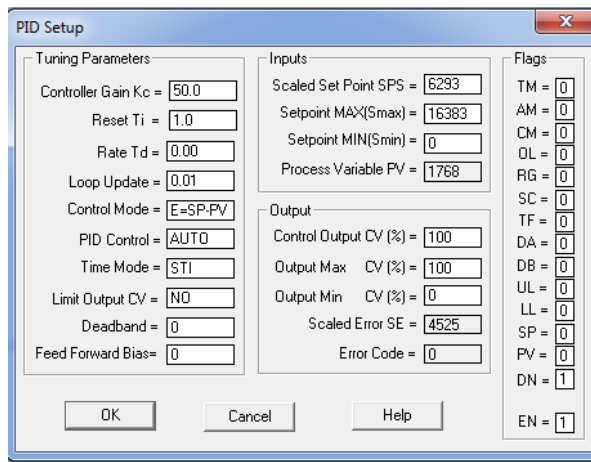 PID Setup
Tuning Parameters
Controller Gain Kc = 50.0
Reset Ti = 1.0
Rate Td = 0.00
Loop Update = 0.01
Control Mode = E=SP-PV
PID Control = AUTO
Time Mode = STI
Limit Output CV = NO
Deadband = 0
Feed Forward Bias= 0
Inputs
Scaled Set Point SPS = 6293
Setpoint MAX(Smax) = 16383
Setpoint MIN(Smin) = 0
Process Variable PV = 1768
Output
Control Output CV (%) = 100
Output Max CV (%) = 100
Output Min CV (%) = 0
Scaled Error SE = 4525
Error Code = 0
Flags
TM = 0
AM = 0
CM = 0
OL = 0
RG = 0
SC = 0
TF = 0
DA = 0
DB = 0
UL = 0
LL = 0
SP = 0
PV = 0
DN = 1
EN = 1
OK
Cancel
Help